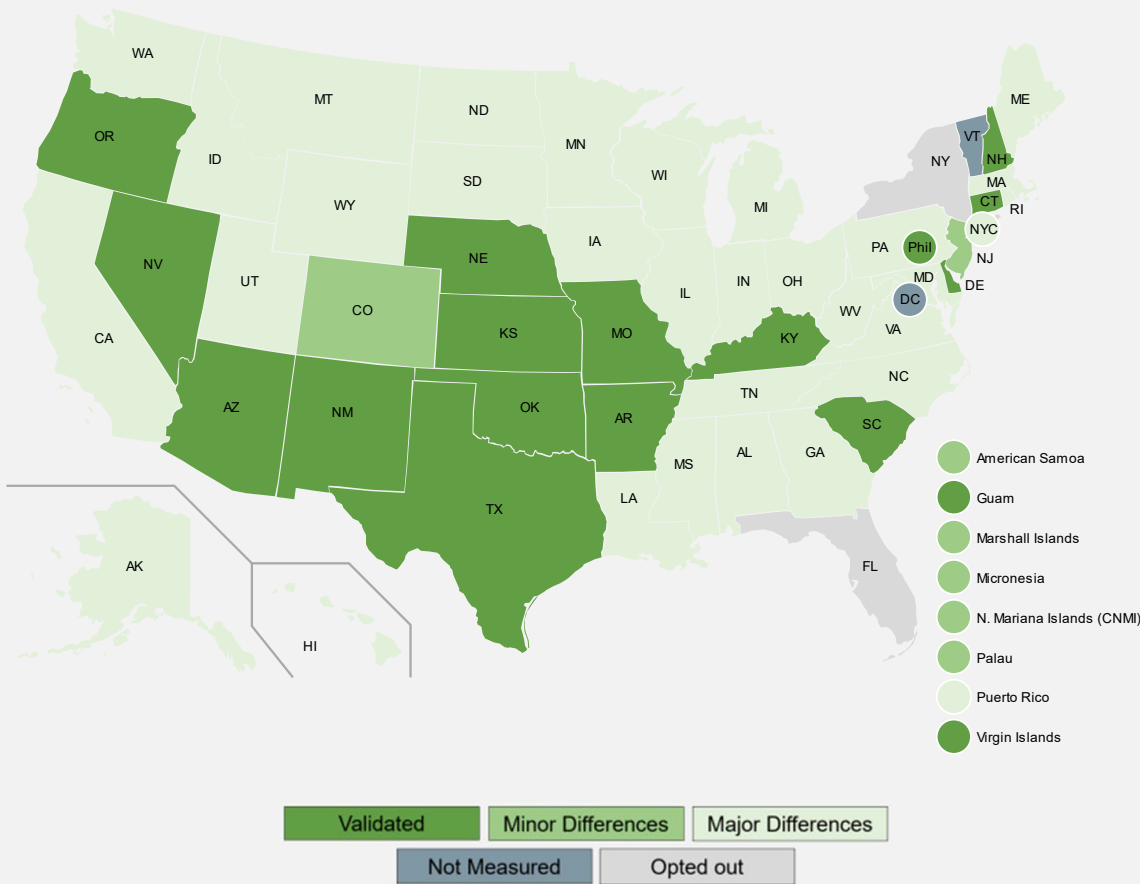 WA
MT
ND
MN
ME
OR
ID
SD
WI
MI
NY
VT
NH
WY
MA
CT
RI
NV
UT
NE
IA
NYC
PA
Phil
NJ
CO
IL
IN
OH
MD
DE
DC
CA
KS
MO
WV
VA
KY
AZ
NM
OK
AR
TN
NC
SC
MS
AL
GA
TX
LA
FL
AK
HI
American Samoa
Guam
Marshall Islands
Micronesia
N. Mariana Islands (CNMI)
Palau
Puerto Rico
Virgin Islands
Validated
Minor Differences
Major Differences
Not Measured
Opted out